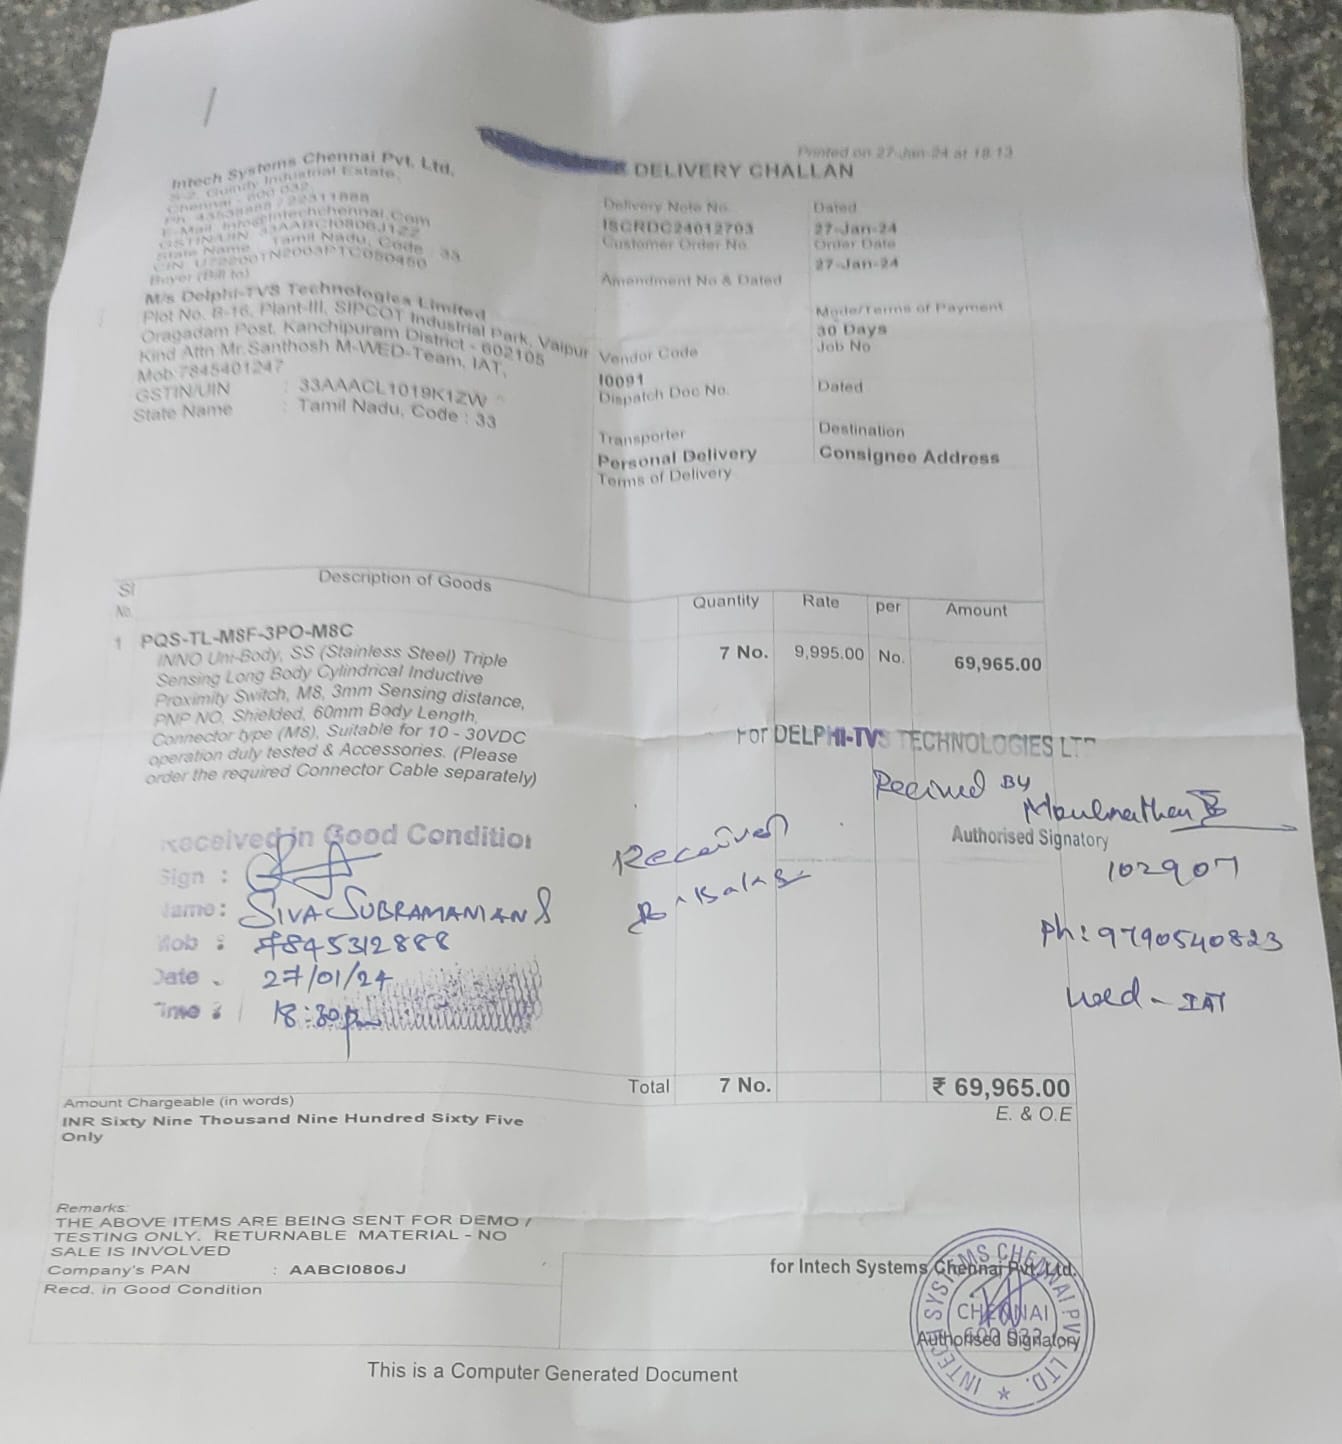 Printed on 27-Jan-24 at 18:13
DELIVERY CHALLAN
Intech Systems Chennai Pvt. Ltd.
S-2, Guindy Industrial Estate,
Chennai - 600 032.
Ph: 43538888 / 22311888
E-Mail: info@intechchennai.Com
GSTIN/UIN: 33AABCI0806J1ZZ
State Name : Tamil Nadu, Code : 33
CIN: U72200TN2003PTC050450
Buyer (Bill to)
M/s Delphi-TVS Technologies Limited
Plot No. B-16, Plant-III, SIPCOT Industrial Park, Vaipur
Oragadam Post, Kanchipuram District - 602105
Kind Attn Mr.Santhosh M-WED-Team, IAT,
Mob 7845401247
GSTIN/UIN : 33AAACL1019K1ZW
State Name : Tamil Nadu, Code : 33
Delivery Note No. Dated
ISCRDC24012703 27-Jan-24
Customer Order No. Order Date
27-Jan-24
Amendment No & Dated
Mode/Terms of Payment
30 Days
Vendor Code Job No
I0091
Dispatch Doc No. Dated
Transporter Destination
Personal Delivery Consignee Address
Terms of Delivery
Sl No. Description of Goods Quantity Rate per Amount
1 PQS-TL-M8F-3PO-M8C 7 No. 9,995.00 No. 69,965.00
INNO Uni-Body, SS (Stainless Steel) Triple
Sensing Long Body Cylindrical Inductive
Proximity Switch, M8, 3mm Sensing distance,
PNP NO, Shielded, 60mm Body Length,
Connector type (M8), Suitable for 10 - 30VDC
operation duly tested & Accessories. (Please
order the required Connector Cable separately)
For DELPHI-TVS TECHNOLOGIES LTD
Received BY
Authorised Signatory
102907
Ph: 9790540823
IAT
Received
Received in Good Condition
Sign :
Name: SIVASUBRAMANIAN S
Mob : 7845312888
Date 27/01/24
Time : 18:30pm
Total 7 No. ₹ 69,965.00
E. & O.E
Amount Chargeable (in words)
INR Sixty Nine Thousand Nine Hundred Sixty Five
Only
Remarks:
THE ABOVE ITEMS ARE BEING SENT FOR DEMO /
TESTING ONLY. RETURNABLE MATERIAL - NO
SALE IS INVOLVED
Company's PAN : AABCI0806J
Recd. in Good Condition
for Intech Systems Chennai Pvt. Ltd.
Authorised Signatory
INTECH SYSTEMS CHENNAI PVT. LTD.
CHENNAI
This is a Computer Generated Document